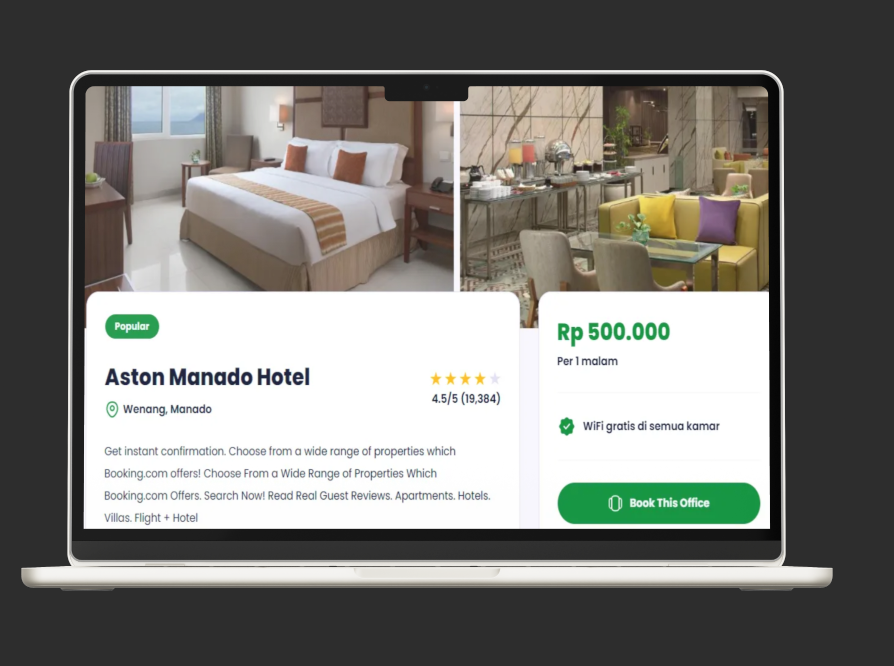 Popular
Aston Manado Hotel
Wenang, Manado
4.5/5 (19,384)
Get instant confirmation. Choose from a wide range of properties which
Booking.com offers! Choose From a Wide Range of Properties Which
Booking.com Offers. Search Now! Read Real Guest Reviews. Apartments. Hotels.
Villas. Flight + Hotel
Rp 500.000
Per 1 malam
WiFi gratis di semua kamar
Book This Office